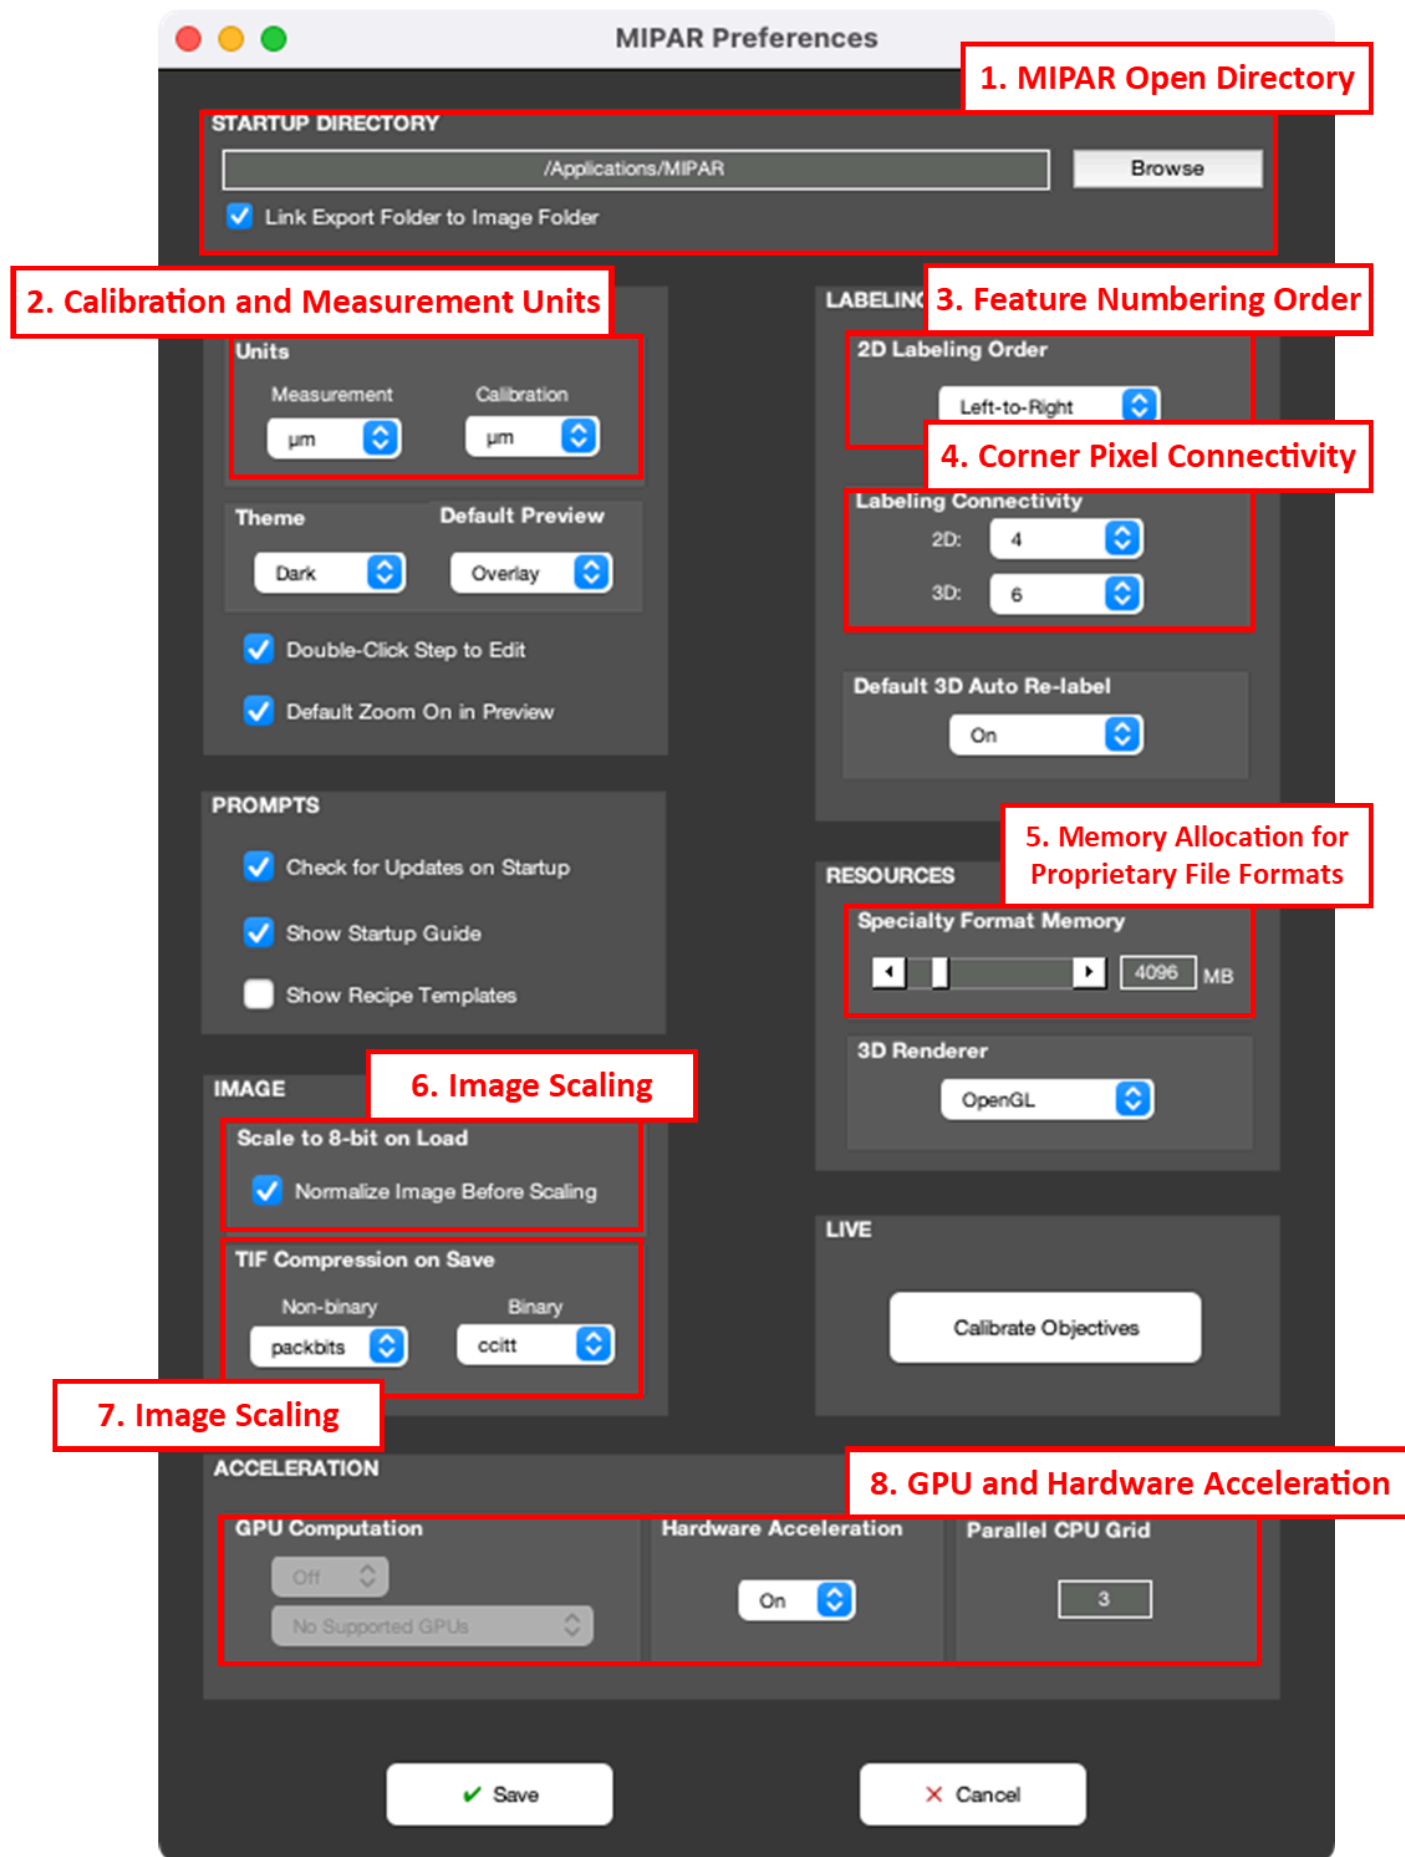 MIPAR Preferences
1. MIPAR Open Directory
STARTUP DIRECTORY
/Applications/MIPAR
Browse
Link Export Folder to Image Folder
2. Calibration and Measurement Units
Units
Measurement Calibration
µm µm
Theme Default Preview
Dark Overlay
Double-Click Step to Edit
Default Zoom On in Preview
3. Feature Numbering Order
2D Labeling Order
Left-to-Right
4. Corner Pixel Connectivity
Labeling Connectivity
2D: 4
3D: 6
Default 3D Auto Re-label
On
PROMPTS
Check for Updates on Startup
Show Startup Guide
Show Recipe Templates
5. Memory Allocation for
Proprietary File Formats
RESOURCES
Specialty Format Memory
4096 MB
3D Renderer
OpenGL
IMAGE
6. Image Scaling
Scale to 8-bit on Load
Normalize Image Before Scaling
TIF Compression on Save
Non-binary Binary
packbits ccitt
7. Image Scaling
LIVE
Calibrate Objectives
ACCELERATION
8. GPU and Hardware Acceleration
GPU Computation
Off
No Supported GPUs
Hardware Acceleration
On
Parallel CPU Grid
3
Save
Cancel